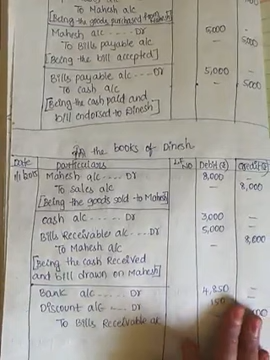 To Mahesh a/c
[Being the goods purchased from Mahesh]
Mahesh a/c ..... Dr 5,000 -
To Bills payable a/c - 5000
[Being the bill accepted]
Bills payable a/c ..... Dr 5,000 -
To cash a/c - 5000
[Being the cash paid and
bill endorsed to Dinesh]
In the books of Dinesh
Date particulars L.F NO Debit(₹) Credit(₹)
Mahesh a/c ..... Dr 8,000 -
To sales a/c - 8,000
[Being the goods sold to Mahesh]
cash a/c ..... Dr 3,000 -
Bills Receivable a/c ... Dr 5,000 -
To Mahesh a/c - 8,000
[Being the cash Received
and Bill drawn on Mahesh]
Bank a/c ..... Dr 4,850 -
Discount a/c ..... Dr 150
To Bills Receivable a/c